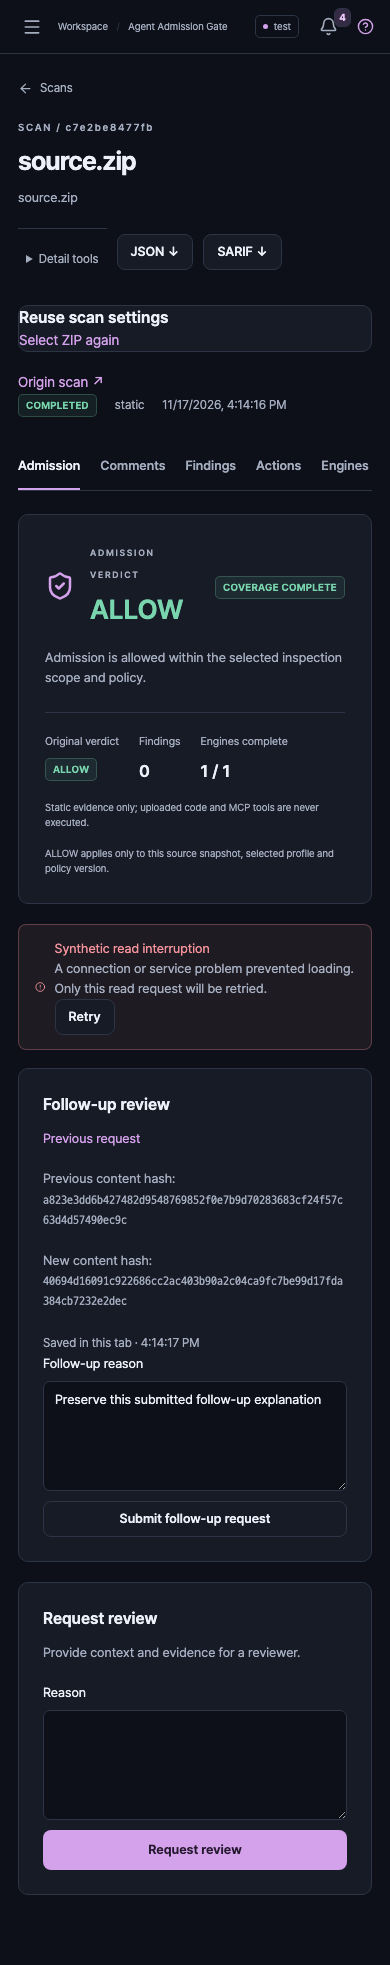 Workspace / Agent Admission Gate
test
4
Scans
SCAN / c7e2be8477fb
source.zip
source.zip
Detail tools
JSON ↓
SARIF ↓
Reuse scan settings
Select ZIP again
Origin scan ↗
COMPLETED static 11/17/2026, 4:14:16 PM
Admission Comments Findings Actions Engines
ADMISSION
VERDICT
ALLOW
COVERAGE COMPLETE
Admission is allowed within the selected inspection
scope and policy.
Original verdict Findings Engines complete
ALLOW 0 1 / 1
Static evidence only; uploaded code and MCP tools are never
executed.
ALLOW applies only to this source snapshot, selected profile and
policy version.
Synthetic read interruption
A connection or service problem prevented loading.
Only this read request will be retried.
Retry
Follow-up review
Previous request
Previous content hash:
a823e3dd6b427482d9548769852f0e7b9d70283683cf24f57c
63d4d57490ec9c
New content hash:
40694d16091c922686cc2ac403b90a2c04ca9fc7be99d17fda
384cb7232e2dec
Saved in this tab · 4:14:17 PM
Follow-up reason
Preserve this submitted follow-up explanation
Submit follow-up request
Request review
Provide context and evidence for a reviewer.
Reason
Request review